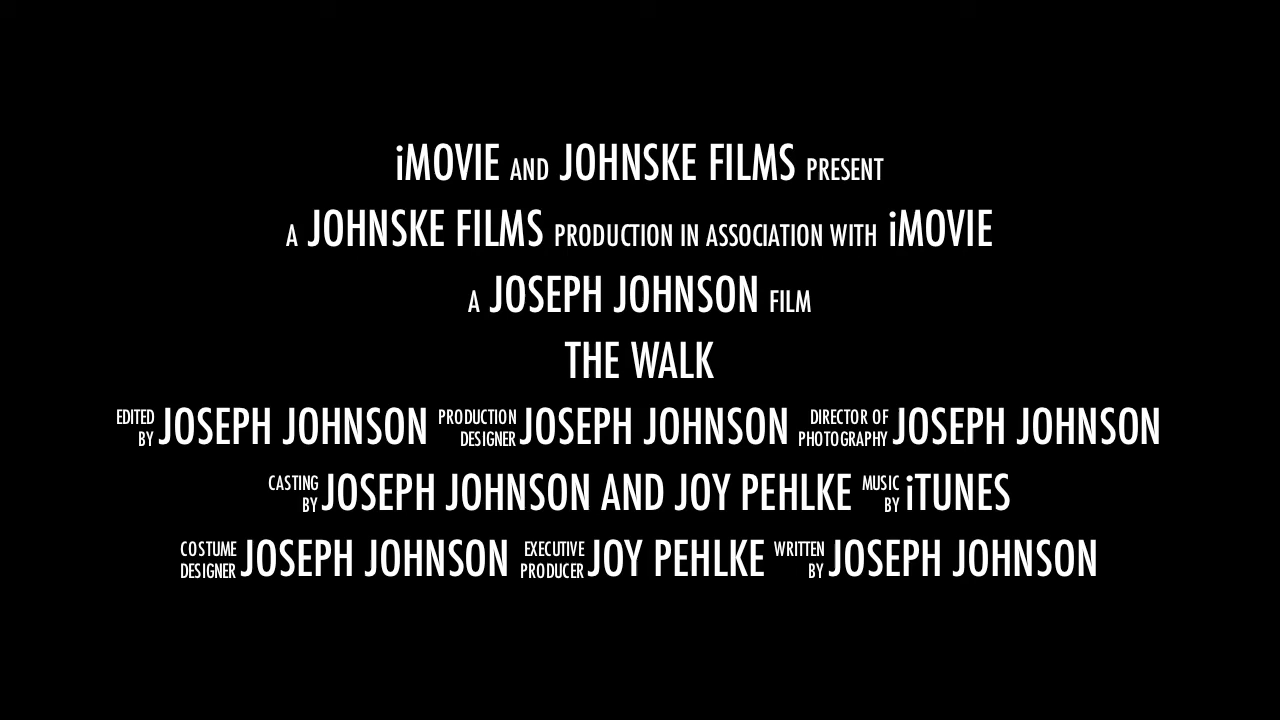 iMOVIE AND JOHNSKE FILMS PRESENT
A JOHNSKE FILMS PRODUCTION IN ASSOCIATION WITH iMOVIE
A JOSEPH JOHNSON FILM
THE WALK
EDITED BY JOSEPH JOHNSON PRODUCTION DESIGNER JOSEPH JOHNSON DIRECTOR OF PHOTOGRAPHY JOSEPH JOHNSON
CASTING BY JOSEPH JOHNSON AND JOY PEHLKE MUSIC BY iTUNES
COSTUME DESIGNER JOSEPH JOHNSON EXECUTIVE PRODUCER JOY PEHLKE WRITTEN BY JOSEPH JOHNSON